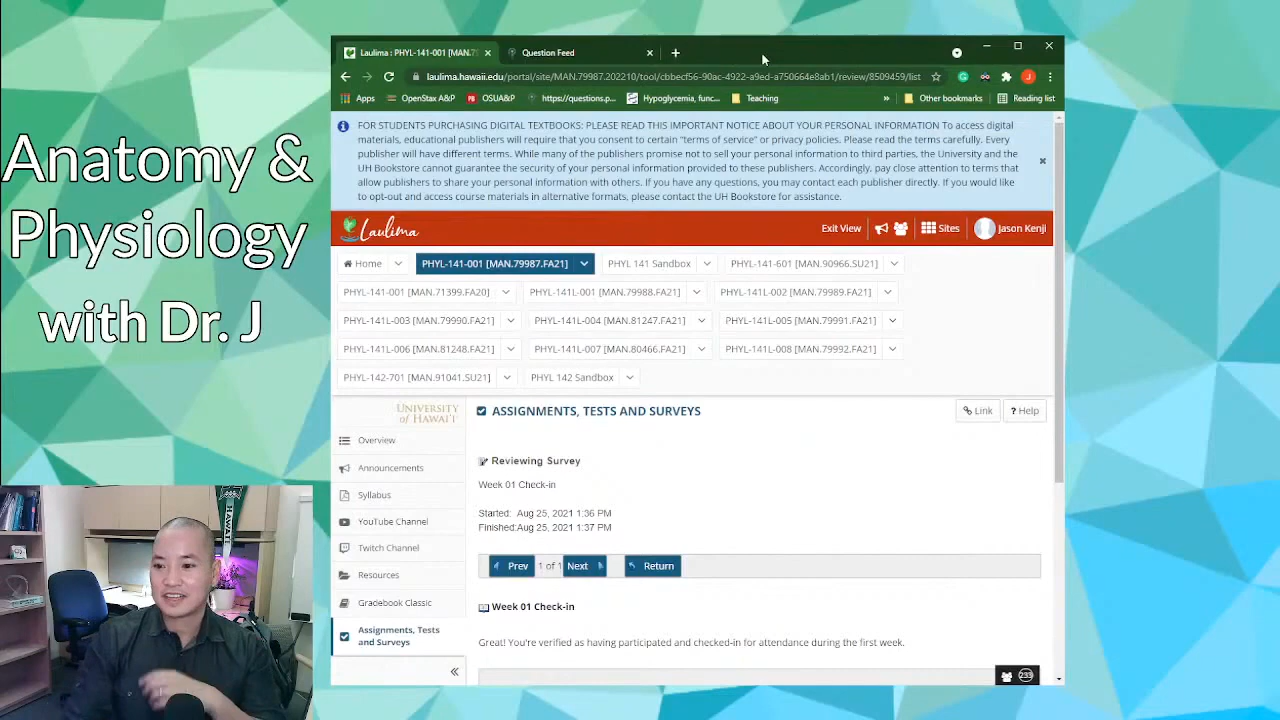 Anatomy &
Physiology
with Dr. J
Laulima : PHYL-141-001 [MAN.7
Question Feed
laulima.hawaii.edu/portal/site/MAN.79987.202210/tool/cbbecf56-90ac-4922-a9ed-a750664e8ab1/review/8509459/list
Apps OpenStax A&P OSUA&P https://questions.p... Hypoglycemia, func... Teaching » Other bookmarks Reading list
FOR STUDENTS PURCHASING DIGITAL TEXTBOOKS: PLEASE READ THIS IMPORTANT NOTICE ABOUT YOUR PERSONAL INFORMATION To access digital
materials, educational publishers will require that you consent to certain "terms of service" or privacy policies. Please read the terms carefully. Every
publisher will have different terms. While many of the publishers promise not to sell your personal information to third parties, the University and the
UH Bookstore cannot guarantee the security of your personal information provided to these publishers. Accordingly, pay close attention to terms that
allow publishers to share your personal information with others. If you have any questions, you may contact each publisher directly. If you would like
to opt-out and access course materials in alternative formats, please contact the UH Bookstore for assistance.
Laulima Exit View Sites Jason Kenji
Home PHYL-141-001 [MAN.79987.FA21] PHYL 141 Sandbox PHYL-141-601 [MAN.90966.SU21]
PHYL-141-001 [MAN.71399.FA20] PHYL-141L-001 [MAN.79988.FA21] PHYL-141L-002 [MAN.79989.FA21]
PHYL-141L-003 [MAN.79990.FA21] PHYL-141L-004 [MAN.81247.FA21] PHYL-141L-005 [MAN.79991.FA21]
PHYL-141L-006 [MAN.81248.FA21] PHYL-141L-007 [MAN.80466.FA21] PHYL-141L-008 [MAN.79992.FA21]
PHYL-142-701 [MAN.91041.SU21] PHYL 142 Sandbox
UNIVERSITY
of HAWAI'I
Overview
Announcements
Syllabus
YouTube Channel
Twitch Channel
Resources
Gradebook Classic
Assignments, Tests
and Surveys
«
ASSIGNMENTS, TESTS AND SURVEYS
Link
? Help
Reviewing Survey
Week 01 Check-in
Started: Aug 25, 2021 1:36 PM
Finished:Aug 25, 2021 1:37 PM
Prev 1 of 1 Next Return
Week 01 Check-in
Great! You're verified as having participated and checked-in for attendance during the first week.
233
HAWAII